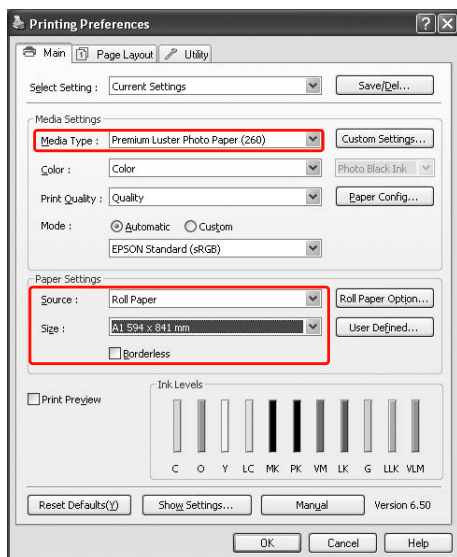 Printing Preferences
Main Page Layout Utility
Select Setting : Current Settings Save/Del...
Media Settings
Media Type : Premium Luster Photo Paper (260) Custom Settings...
Color : Color Photo Black Ink
Print Quality : Quality Paper Config...
Mode : Automatic Custom
EPSON Standard (sRGB)
Paper Settings
Source : Roll Paper Roll Paper Option...
Size : A1 594 x 841 mm User Defined...
Borderless
Print Preview
Ink Levels
C O Y LC MK PK VM LK G LLK VLM
Reset Defaults(Y) Show Settings... Manual Version 6.50
OK Cancel Help